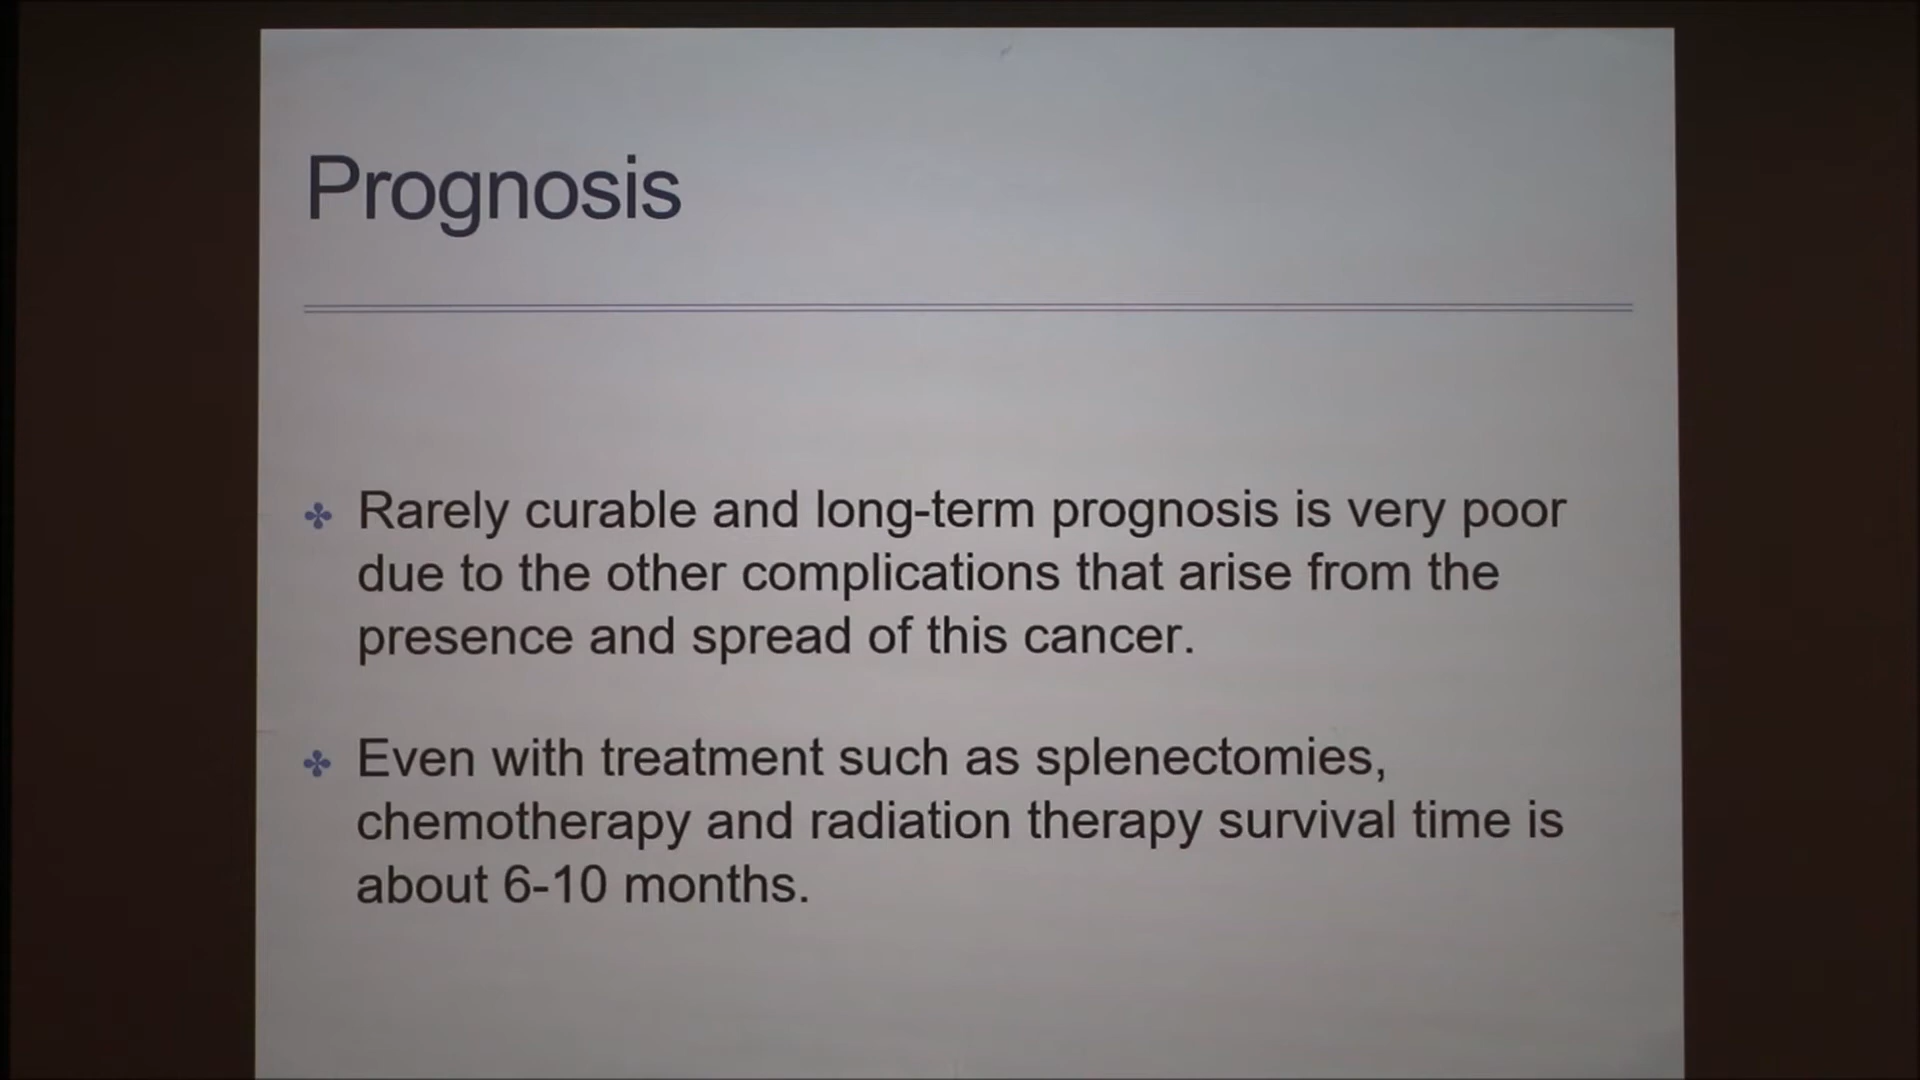 Prognosis
Rarely curable and long-term prognosis is very poor
due to the other complications that arise from the
presence and spread of this cancer.
Even with treatment such as splenectomies,
chemotherapy and radiation therapy survival time is
about 6-10 months.